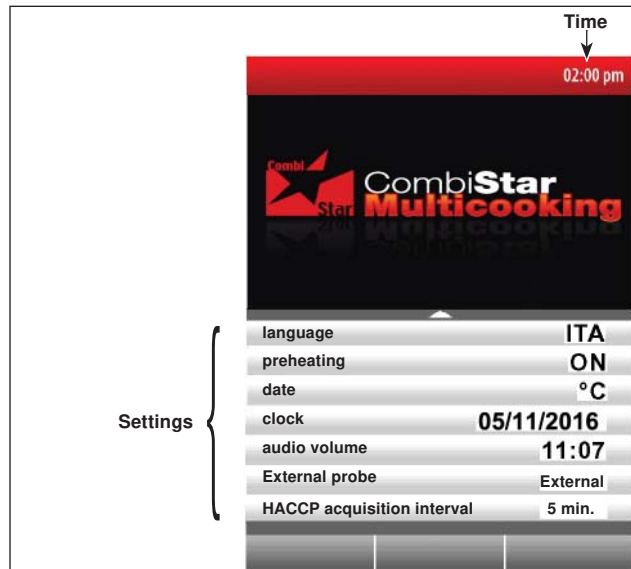 Time
02:00 pm
Combi
Star
CombiStar
Multicooking
language ITA
preheating ON
date °C
clock 05/11/2016
audio volume 11:07
External probe External
HACCP acquisition interval 5 min.
Settings